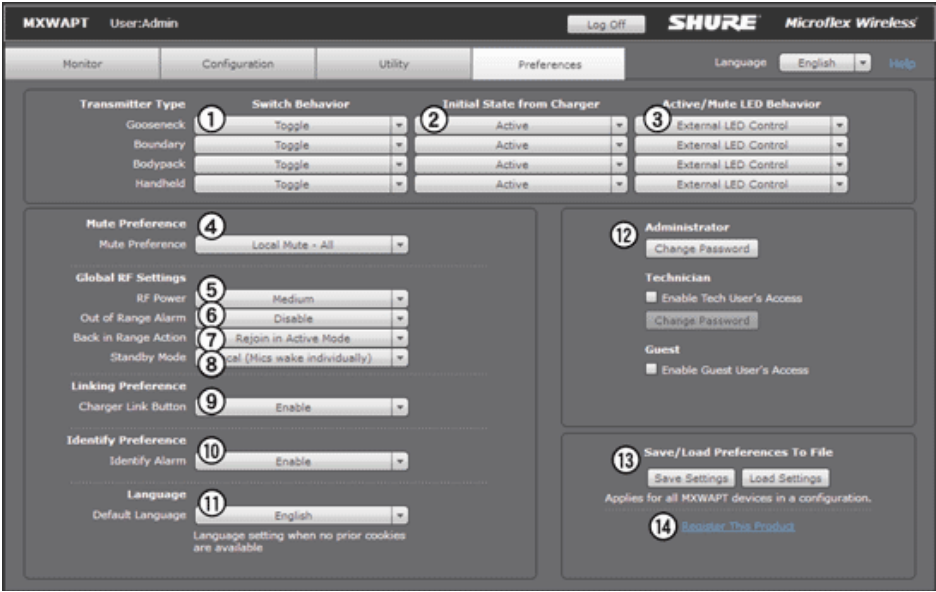 MXWAPT User:Admin Log Off SHURE Microflex Wireless
Monitor Configuration Utility Preferences Language English Help
Transmitter Type Switch Behavior Initial State from Charger Active/Mute LED Behavior
Gooseneck 1 Toggle 2 Active 3 External LED Control
Boundary Toggle Active External LED Control
Bodypack Toggle Active External LED Control
Handheld Toggle Active External LED Control
Mute Preference 4
Mute Preference Local Mute - All
Global RF Settings
RF Power 5 Medium
Out of Range Alarm 6 Disable
Back in Range Action 7 Rejoin in Active Mode
Standby Mode 8 (Mics wake individually)
Linking Preference
Charger Link Button 9 Enable
Identify Preference
Identify Alarm 10 Enable
Language
Default Language 11 English
Language setting when no prior cookies
are available
12 Administrator
Change Password
Technician
Enable Tech User's Access
Change Password
Guest
Enable Guest User's Access
13 Save/Load Preferences To File
Save Settings Load Settings
Applies for all MXWAPT devices in a configuration.
14 Register This Product